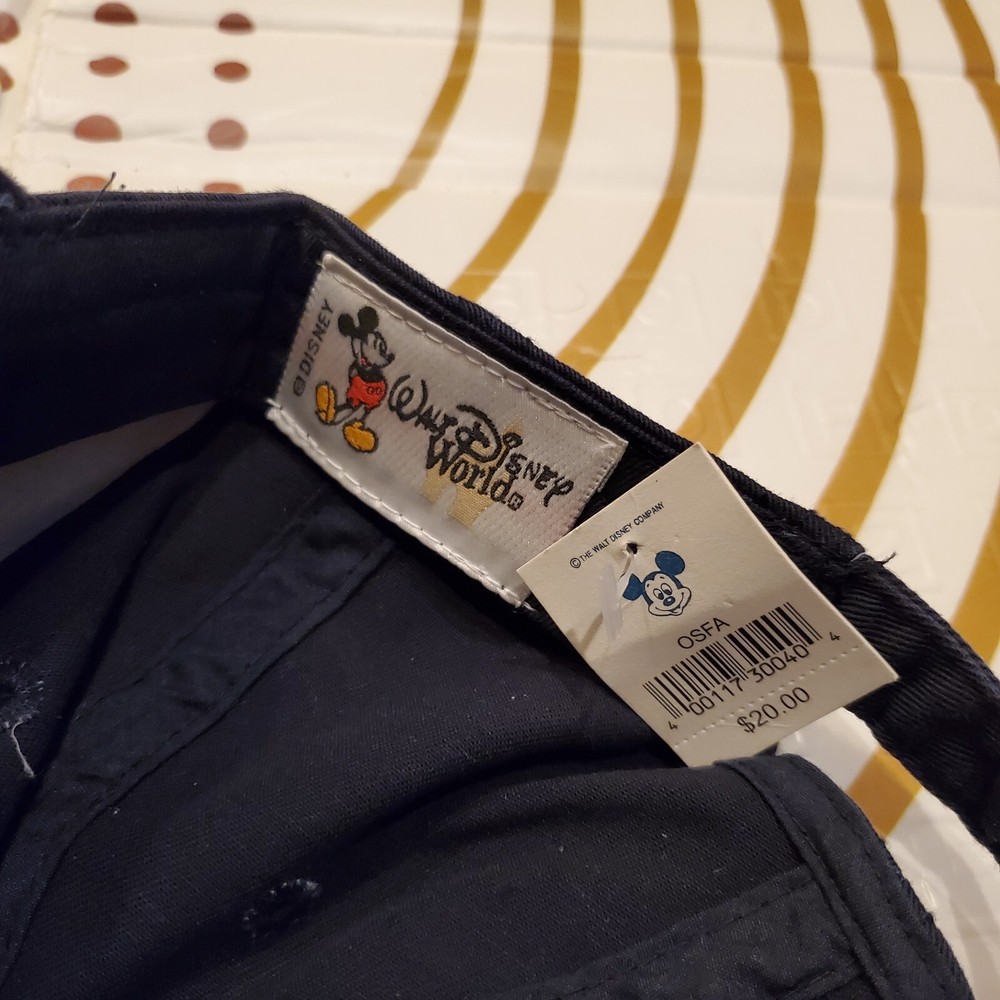 © DISNEY
WALT DISNEY
World®
© THE WALT DISNEY COMPANY
OSFA
4 00117 30040 4
$20.00